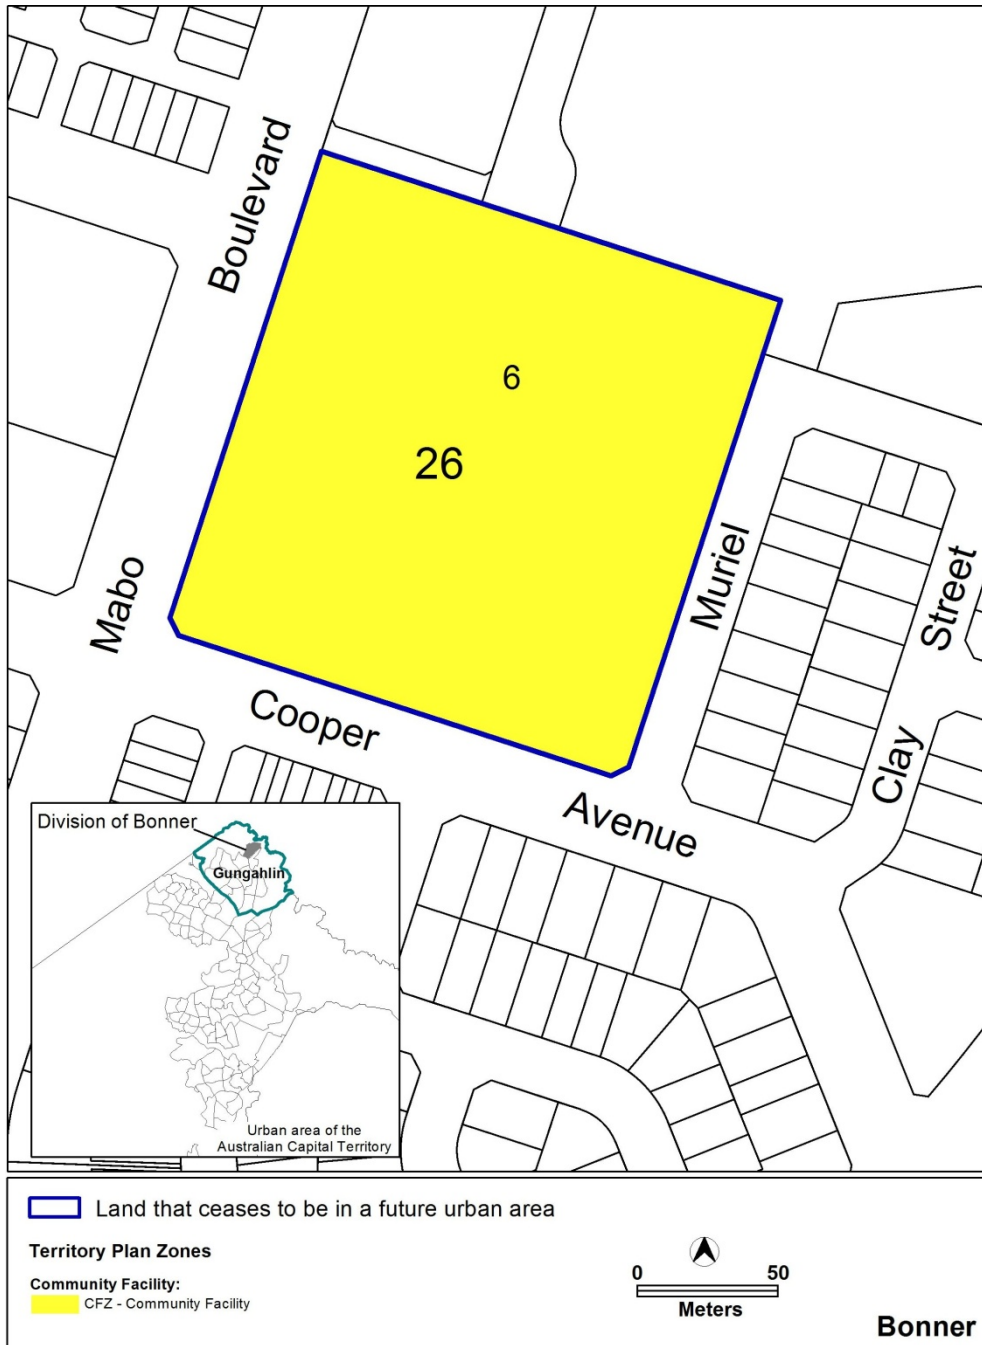 Boulevard
6
26
Mabo
Muriel
Street
Cooper
Clay
Avenue
Division of Bonner
Gungahlin
Urban area of the
Australian Capital Territory
Land that ceases to be in a future urban area
Territory Plan Zones
Community Facility:
CFZ - Community Facility
0 50
Meters
Bonner